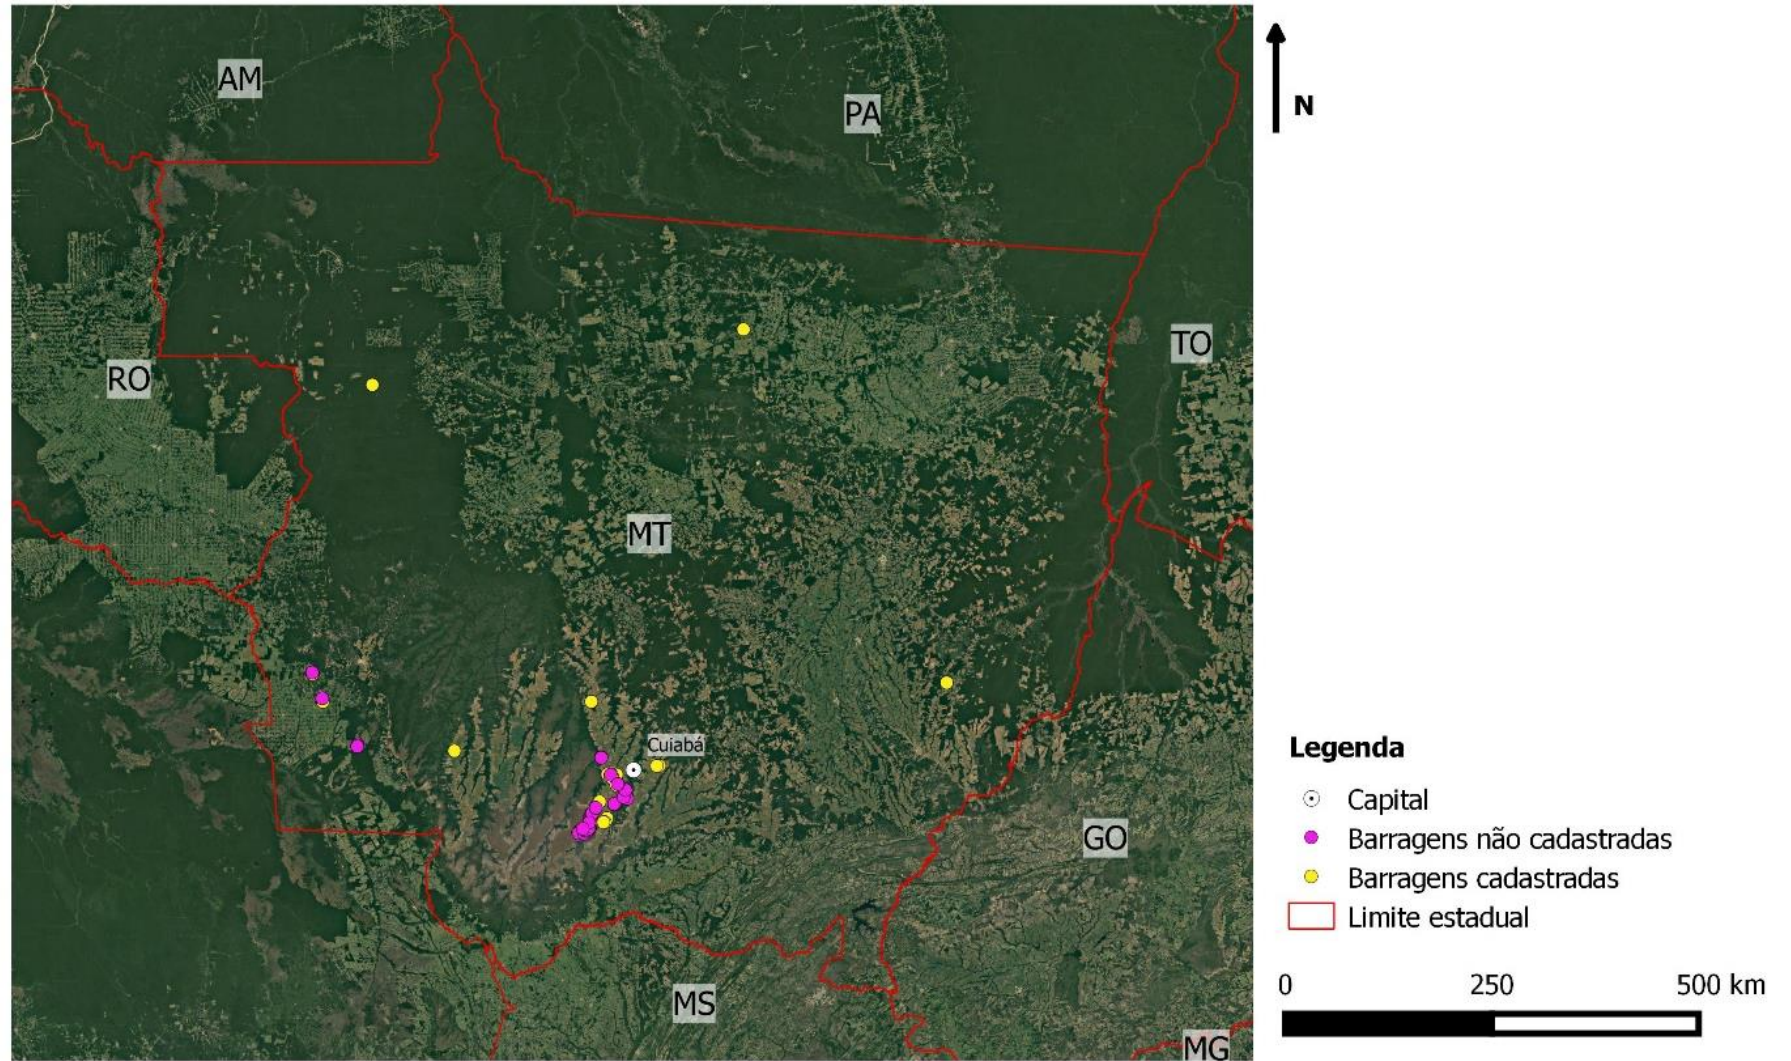 AM
PA
N
TO
RO
MT
Cuiabá
GO
MS
MG
Legenda
Capital
Barragens não cadastradas
Barragens cadastradas
Limite estadual
0 250 500 km